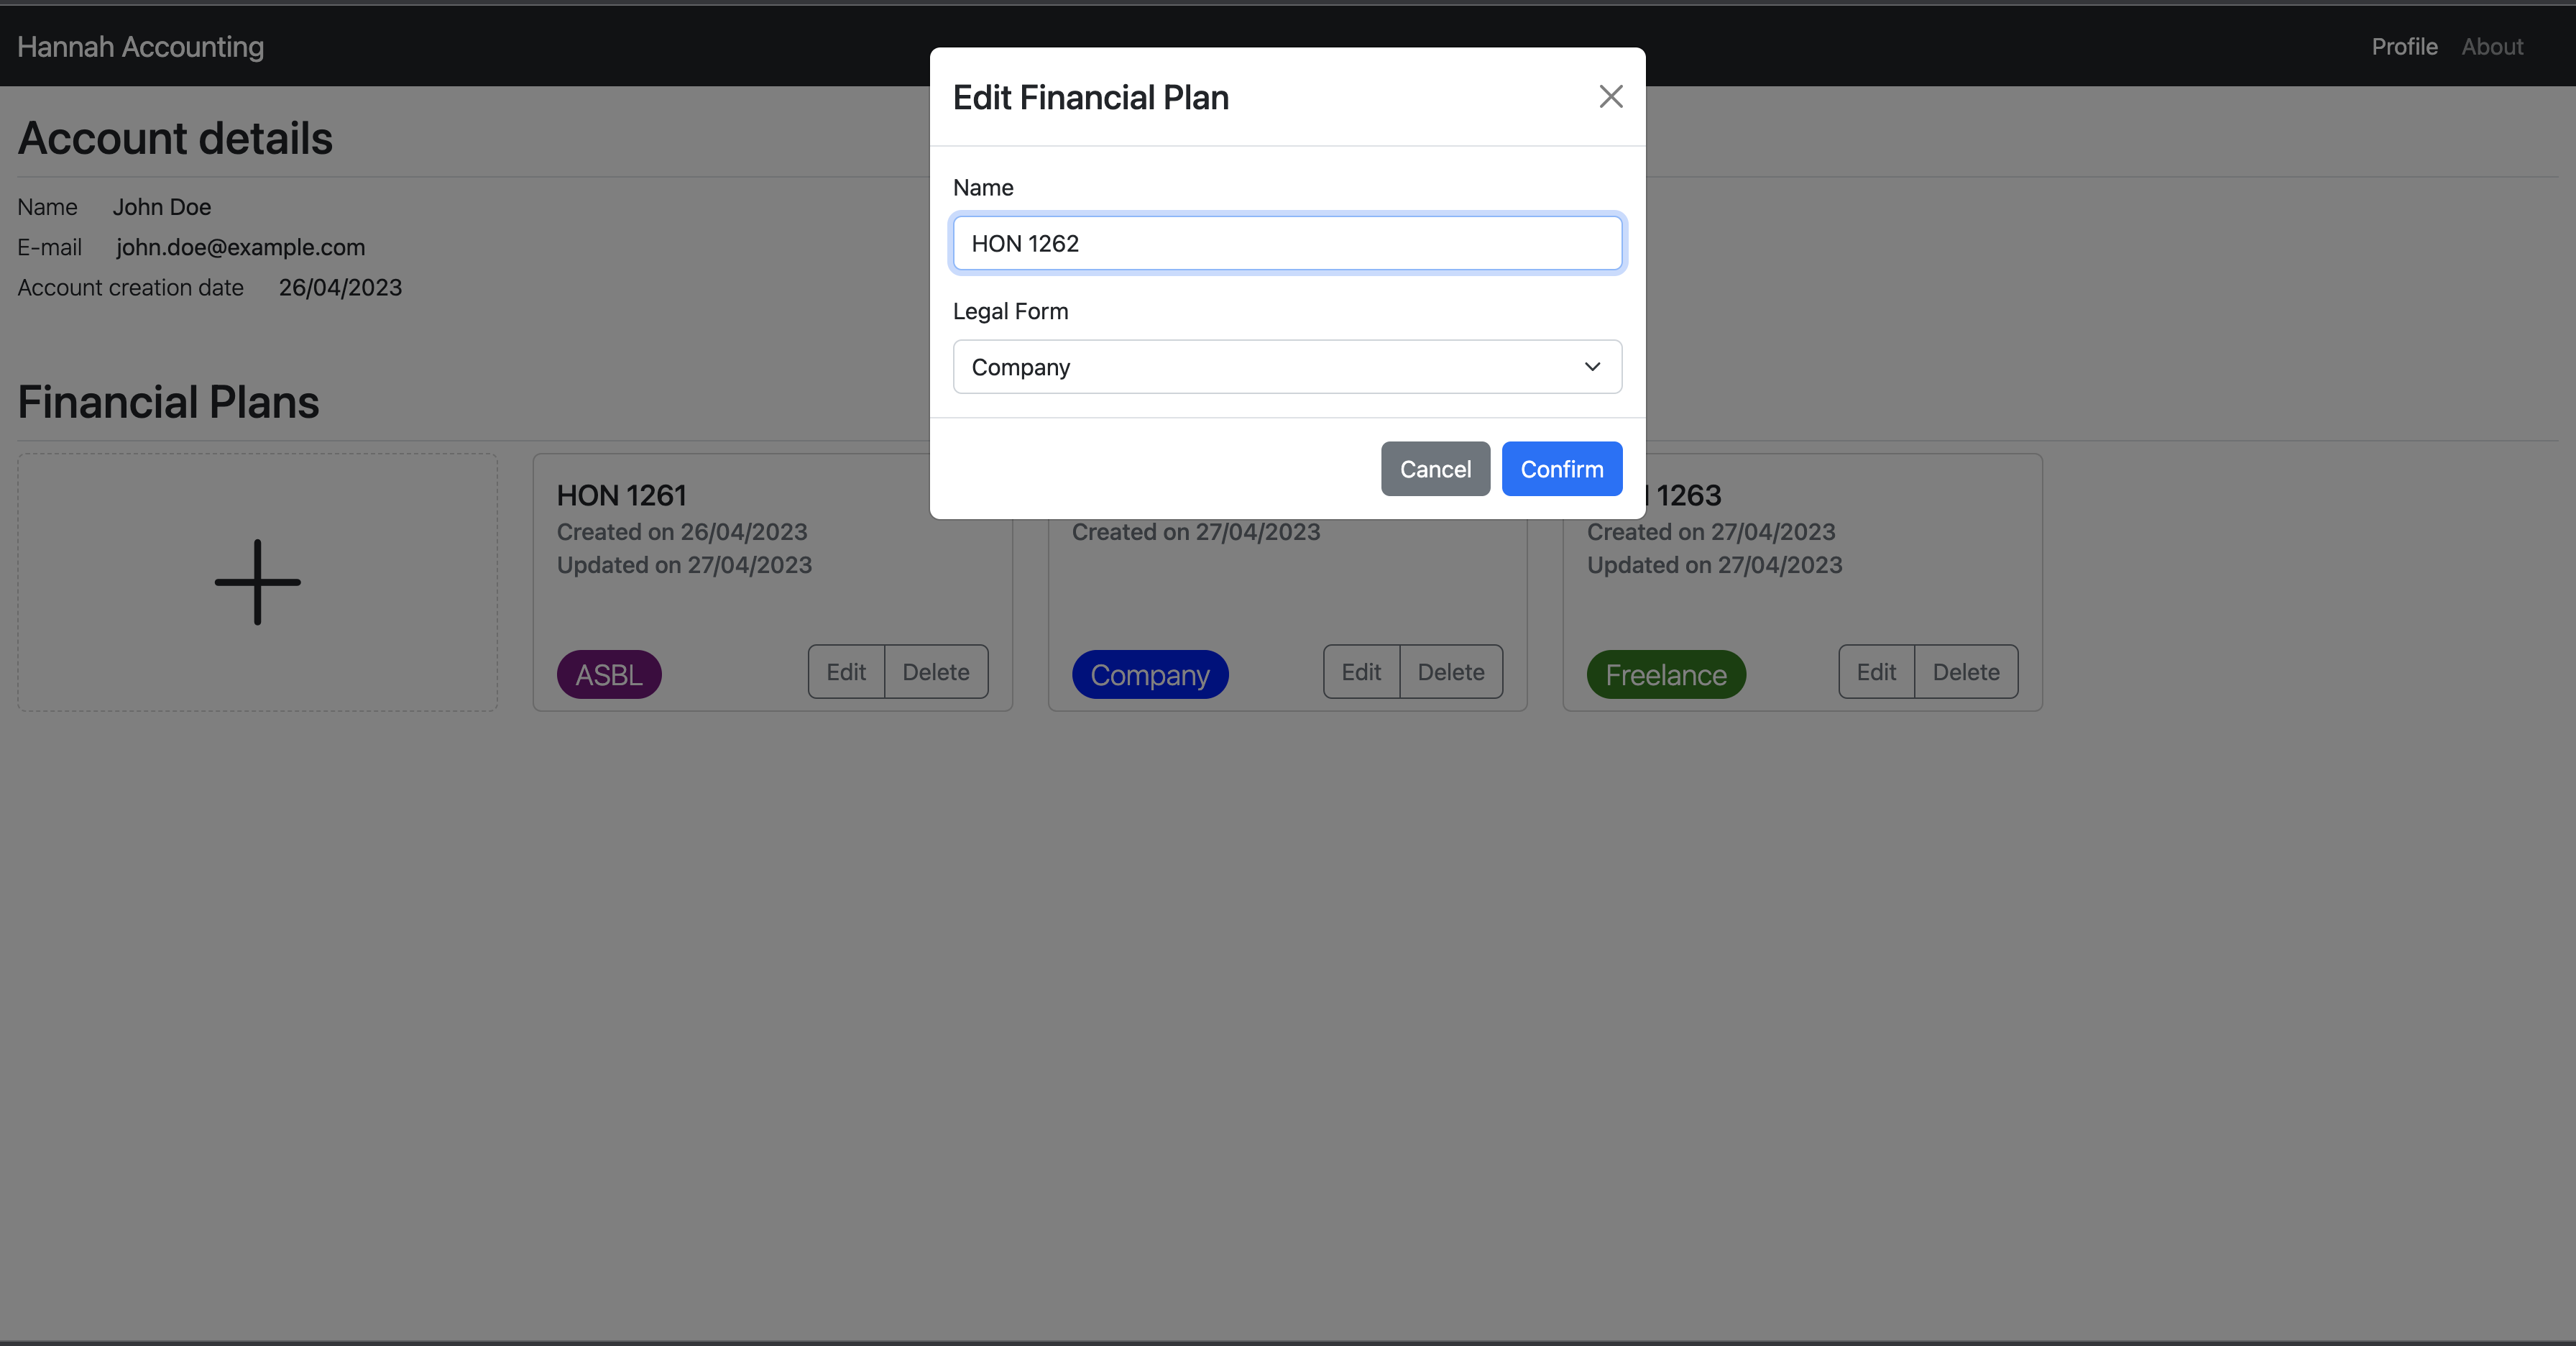 Hannah Accounting
Profile About
Edit Financial Plan
Name
HON 1262
Legal Form
Company
Cancel Confirm
Account details
Name John Doe
E-mail john.doe@example.com
Account creation date 26/04/2023
Financial Plans
HON 1261
Created on 26/04/2023
Updated on 27/04/2023
ASBL Edit Delete
Created on 27/04/2023
Company Edit Delete
1263
Created on 27/04/2023
Updated on 27/04/2023
Freelance Edit Delete